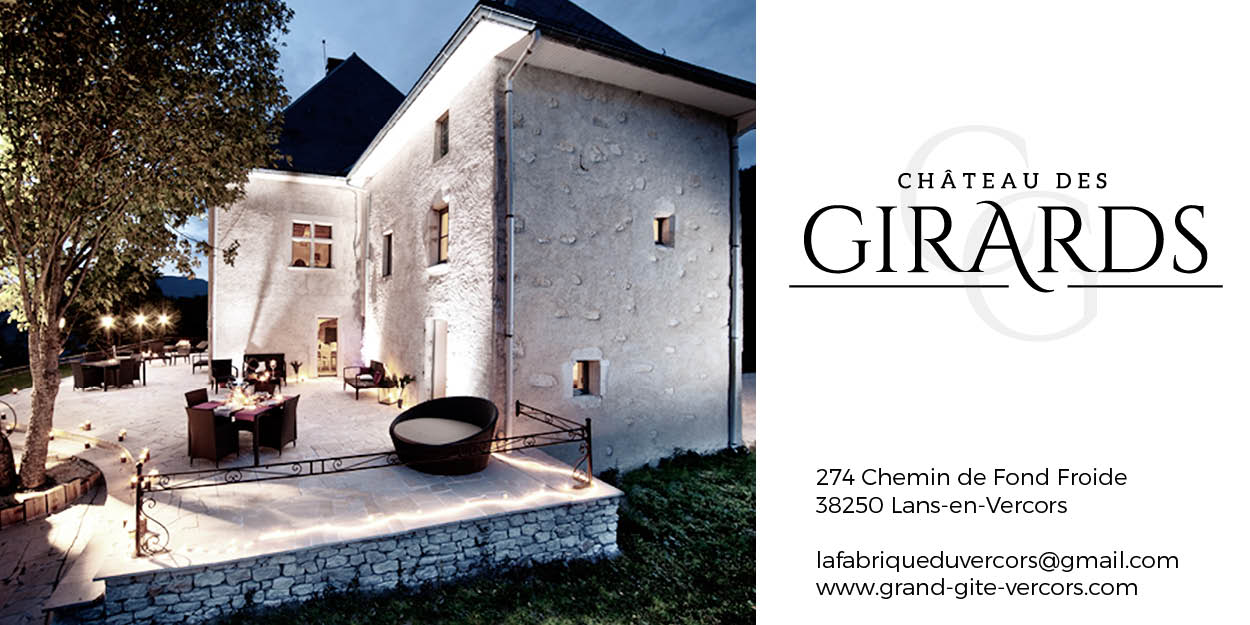 CHÂTEAU DES
GIRARDS
274 Chemin de Fond Froide
38250 Lans-en-Vercors
lafabriqueduvercors@gmail.com
www.grand-gite-vercors.com